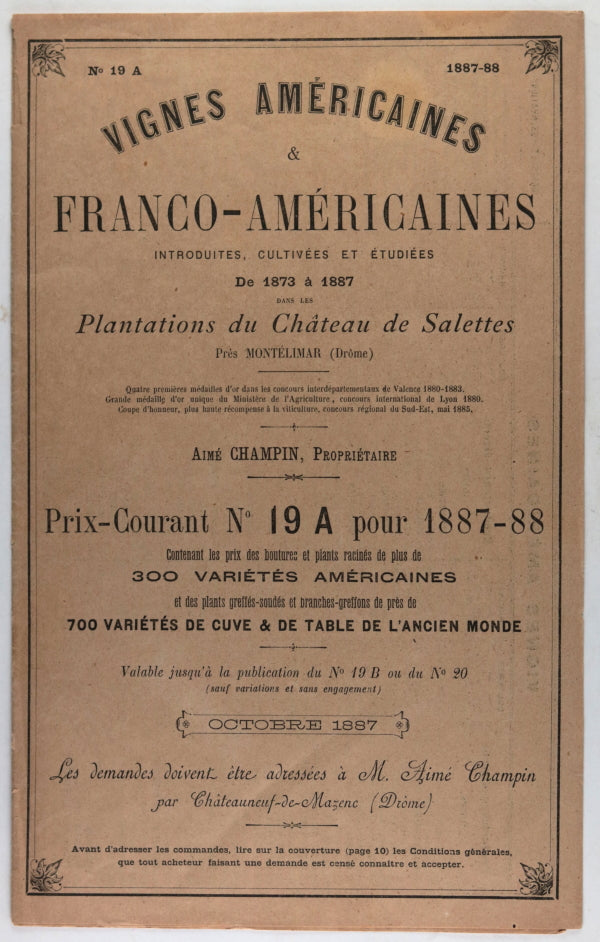 No 19 A
1887-88
VIGNES AMÉRICAINES
&
FRANCO-AMÉRICAINES
INTRODUITES, CULTIVÉES ET ÉTUDIÉES
De 1873 à 1887
DANS LES
Plantations du Château de Salettes
Près MONTÉLIMAR (Drôme)
Quatre premières médailles d'or dans les concours interdépartementaux de Valence 1880-1883.
Grande médaille d'or unique du Ministère de l'Agriculture, concours international de Lyon 1880.
Coupe d'honneur, plus haute récompense à la viticulture, concours régional du Sud-Est, mai 1885.
AIMÉ CHAMPIN, PROPRIÉTAIRE
Prix-Courant No 19 A pour 1887-88
Contenant les prix des boutures et plants racinés de plus de
300 VARIÉTÉS AMÉRICAINES
et des plants greffés-soudés et branches-greffons de près de
700 VARIÉTÉS DE CUVE & DE TABLE DE L'ANCIEN MONDE
Valable jusqu'à la publication du No 19 B ou du No 20
(sauf variations et sans engagement)
OCTOBRE 1887
Les demandes doivent être adressées à M. Aimé Champin
par Châteauneuf-de-Mazenc (Drôme)
Avant d'adresser les commandes, lire sur la couverture (page 10) les Conditions générales,
que tout acheteur faisant une demande est censé connaître et accepter.